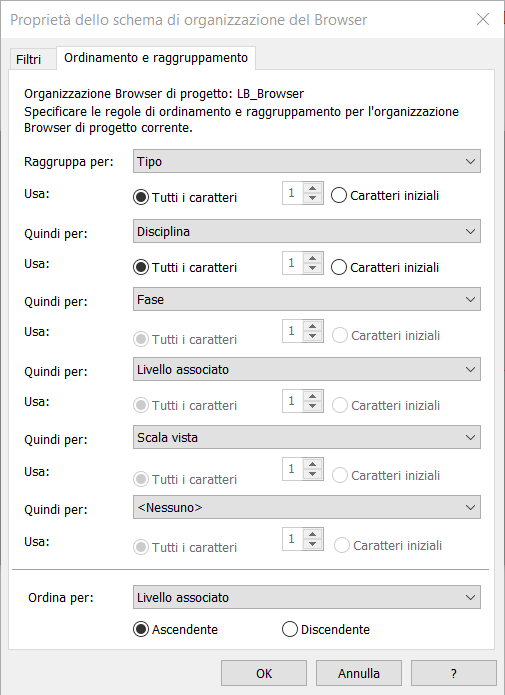 Proprietà dello schema di organizzazione del Browser
Filtri
Ordinamento e raggruppamento
Organizzazione Browser di progetto: LB_Browser
Specificare le regole di ordinamento e raggruppamento per l'organizzazione
Browser di progetto corrente.
Raggruppa per: Tipo
Usa: Tutti i caratteri 1 Caratteri iniziali
Quindi per: Disciplina
Usa: Tutti i caratteri 1 Caratteri iniziali
Quindi per: Fase
Usa: Tutti i caratteri 1 Caratteri iniziali
Quindi per: Livello associato
Usa: Tutti i caratteri 1 Caratteri iniziali
Quindi per: Scala vista
Usa: Tutti i caratteri 1 Caratteri iniziali
Quindi per: <Nessuno>
Usa: Tutti i caratteri 1 Caratteri iniziali
Ordina per: Livello associato
Ascendente Discendente
OK Annulla ?